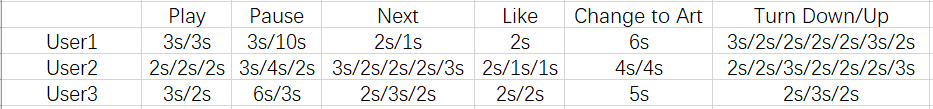 Play Pause Next Like Change to Art Turn Down/Up
User1 3s/3s 3s/10s 2s/1s 2s 6s 3s/2s/2s/2s/2s/3s/2s
User2 2s/2s/2s 3s/4s/2s 3s/2s/2s/2s/3s 2s/1s/1s 4s/4s 2s/2s/3s/2s/2s/2s/3s
User3 3s/2s 6s/3s 2s/3s/2s 2s/2s 5s 2s/3s/2s